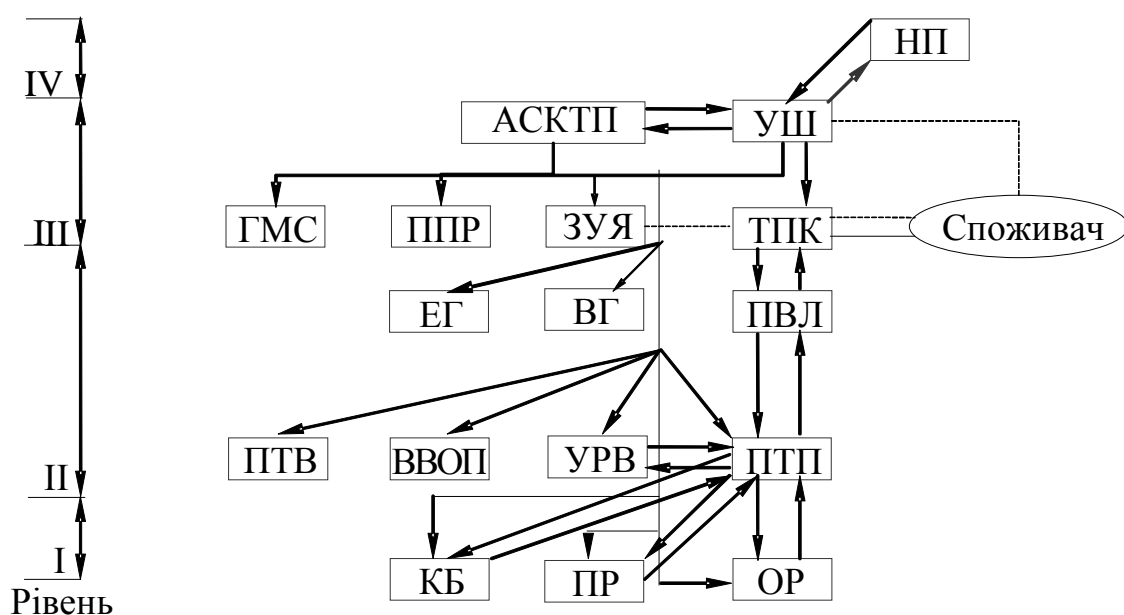 НП
IV
АСКТП
УШ
ГМС
ППР
ЗУЯ
ТПК
Споживач
III
ЕГ
ВГ
ПВЛ
ПТВ
ВВОП
УРВ
ПТП
II
КБ
ПР
ОР
I
Рівень